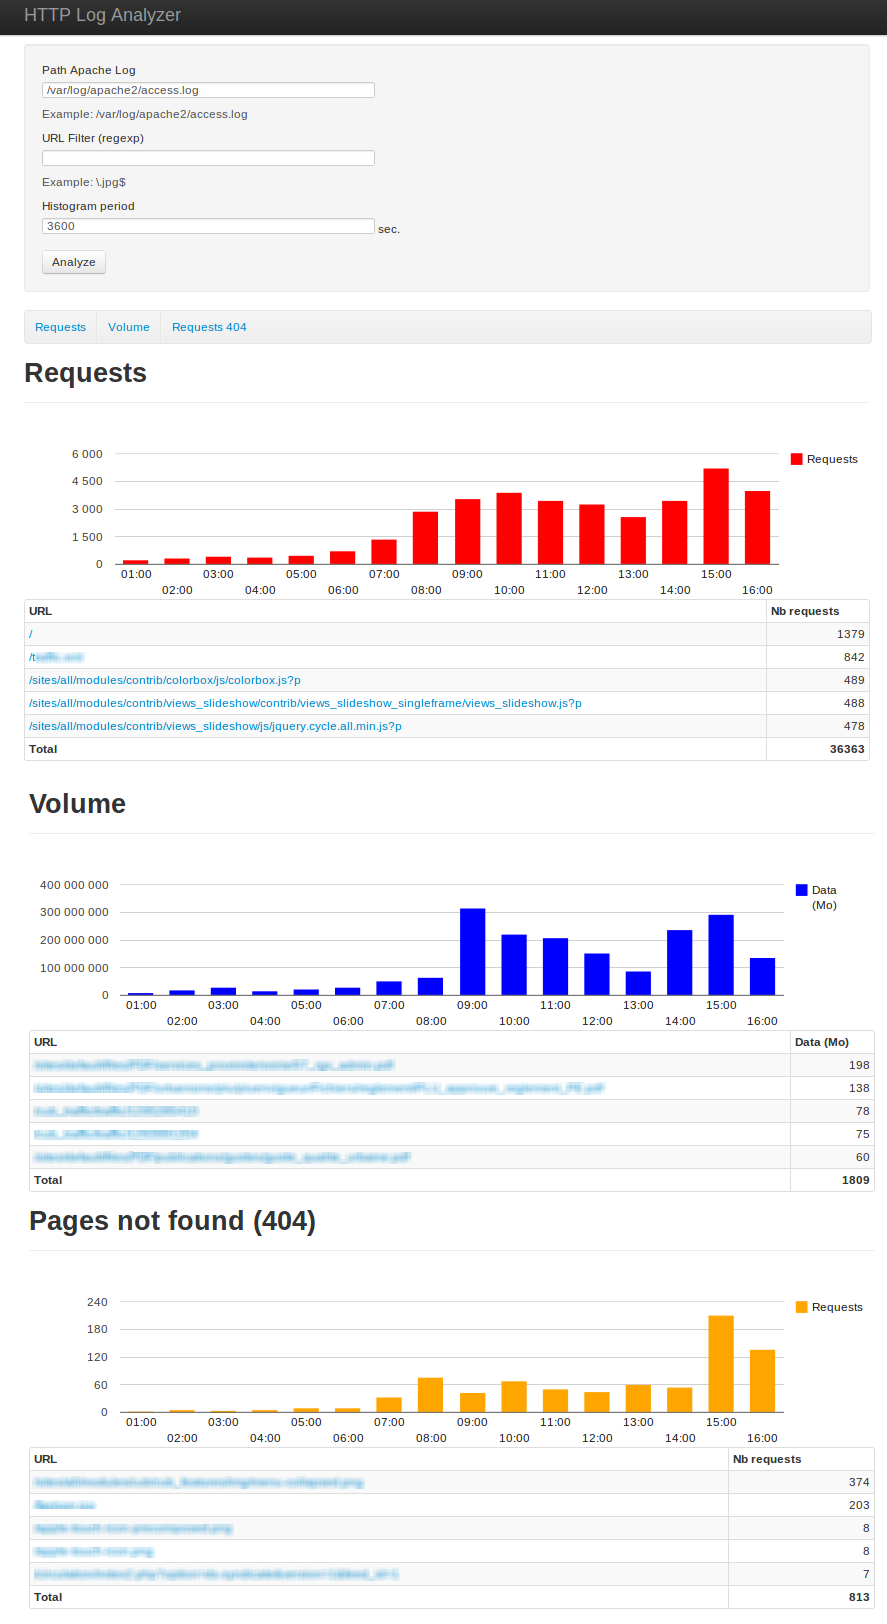 HTTP Log Analyzer
Path Apache Log
/var/log/apache2/access.log
Example: /var/log/apache2/access.log
URL Filter (regexp)
Example: \.jpg$
Histogram period
3600 sec.
Analyze
Requests Volume Requests 404
Requests
6 000
4 500
3 000
1 500
0
Requests
01:00 03:00 05:00 07:00 09:00 11:00 13:00 15:00
02:00 04:00 06:00 08:00 10:00 12:00 14:00 16:00
URL Nb requests
/ 1379
842
/sites/all/modules/contrib/colorbox/js/colorbox.js?p 489
/sites/all/modules/contrib/views_slideshow/contrib/views_slideshow_singleframe/views_slideshow.js?p 488
/sites/all/modules/contrib/views_slideshow/js/jquery.cycle.all.min.js?p 478
Total 36363
Volume
400 000 000
300 000 000
200 000 000
100 000 000
0
Data
(Mo)
01:00 03:00 05:00 07:00 09:00 11:00 13:00 15:00
02:00 04:00 06:00 08:00 10:00 12:00 14:00 16:00
URL Data (Mo)
198
138
78
75
60
Total 1809
Pages not found (404)
240
180
120
60
0
Requests
01:00 03:00 05:00 07:00 09:00 11:00 13:00 15:00
02:00 04:00 06:00 08:00 10:00 12:00 14:00 16:00
URL Nb requests
374
203
8
8
7
Total 813